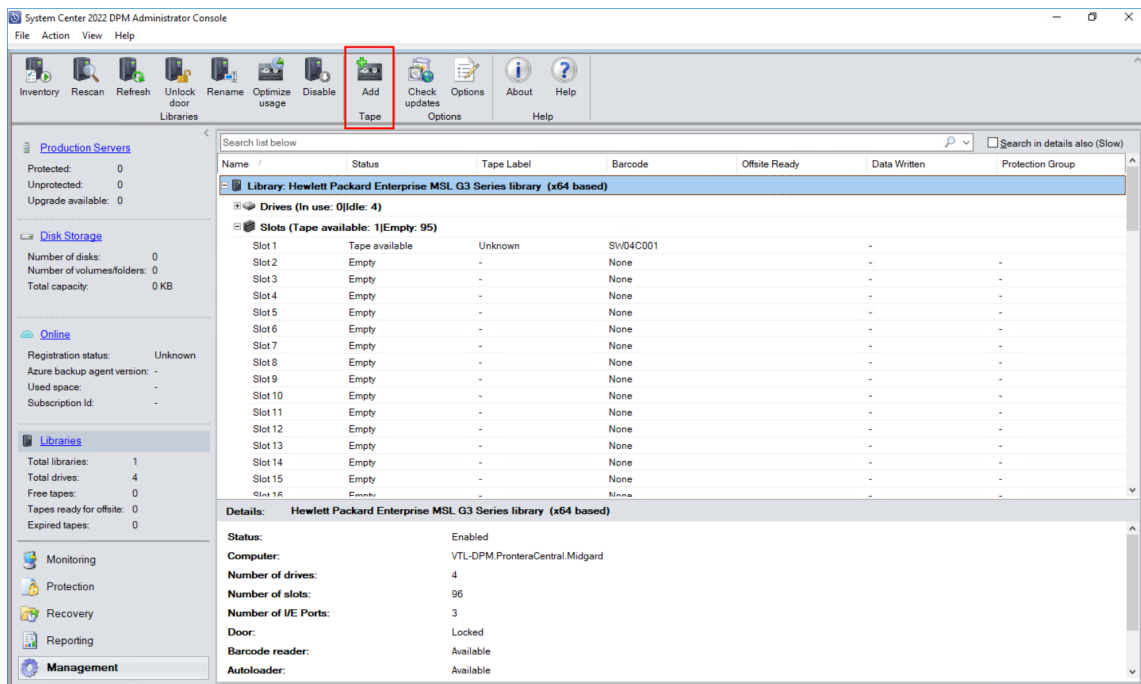 System Center 2022 DPM Administrator Console
File Action View Help
Inventory Rescan Refresh Unlock door Rename Optimize usage Disable Add Check updates Options About Help
Libraries Tape Options Help
Search list below Search in details also (Slow)
Name Status Tape Label Barcode Offsite Ready Data Written Protection Group
Library: Hewlett Packard Enterprise MSL G3 Series library (x64 based)
Drives (In use: 0|Idle: 4)
Slots (Tape available: 1|Empty: 95)
Slot 1 Tape available Unknown SW04C001 -
Slot 2 Empty - None - -
Slot 3 Empty - None - -
Slot 4 Empty - None - -
Slot 5 Empty - None - -
Slot 6 Empty - None - -
Slot 7 Empty - None - -
Slot 8 Empty - None - -
Slot 9 Empty - None - -
Slot 10 Empty - None - -
Slot 11 Empty - None - -
Slot 12 Empty - None - -
Slot 13 Empty - None - -
Slot 14 Empty - None - -
Slot 15 Empty - None - -
Slot 16 Empty - None - -
Production Servers
Protected: 0
Unprotected: 0
Upgrade available: 0
Disk Storage
Number of disks: 0
Number of volumes/folders: 0
Total capacity: 0 KB
Online
Registration status: Unknown
Azure backup agent version: -
Used space: -
Subscription Id: -
Libraries
Total libraries: 1
Total drives: 4
Free tapes: 0
Tapes ready for offsite: 0
Expired tapes: 0
Monitoring
Protection
Recovery
Reporting
Management
Details: Hewlett Packard Enterprise MSL G3 Series library (x64 based)
Status: Enabled
Computer: VTL-DPM.PronteraCentral.Midgard
Number of drives: 4
Number of slots: 96
Number of I/E Ports: 3
Door: Locked
Barcode reader: Available
Autoloader: Available